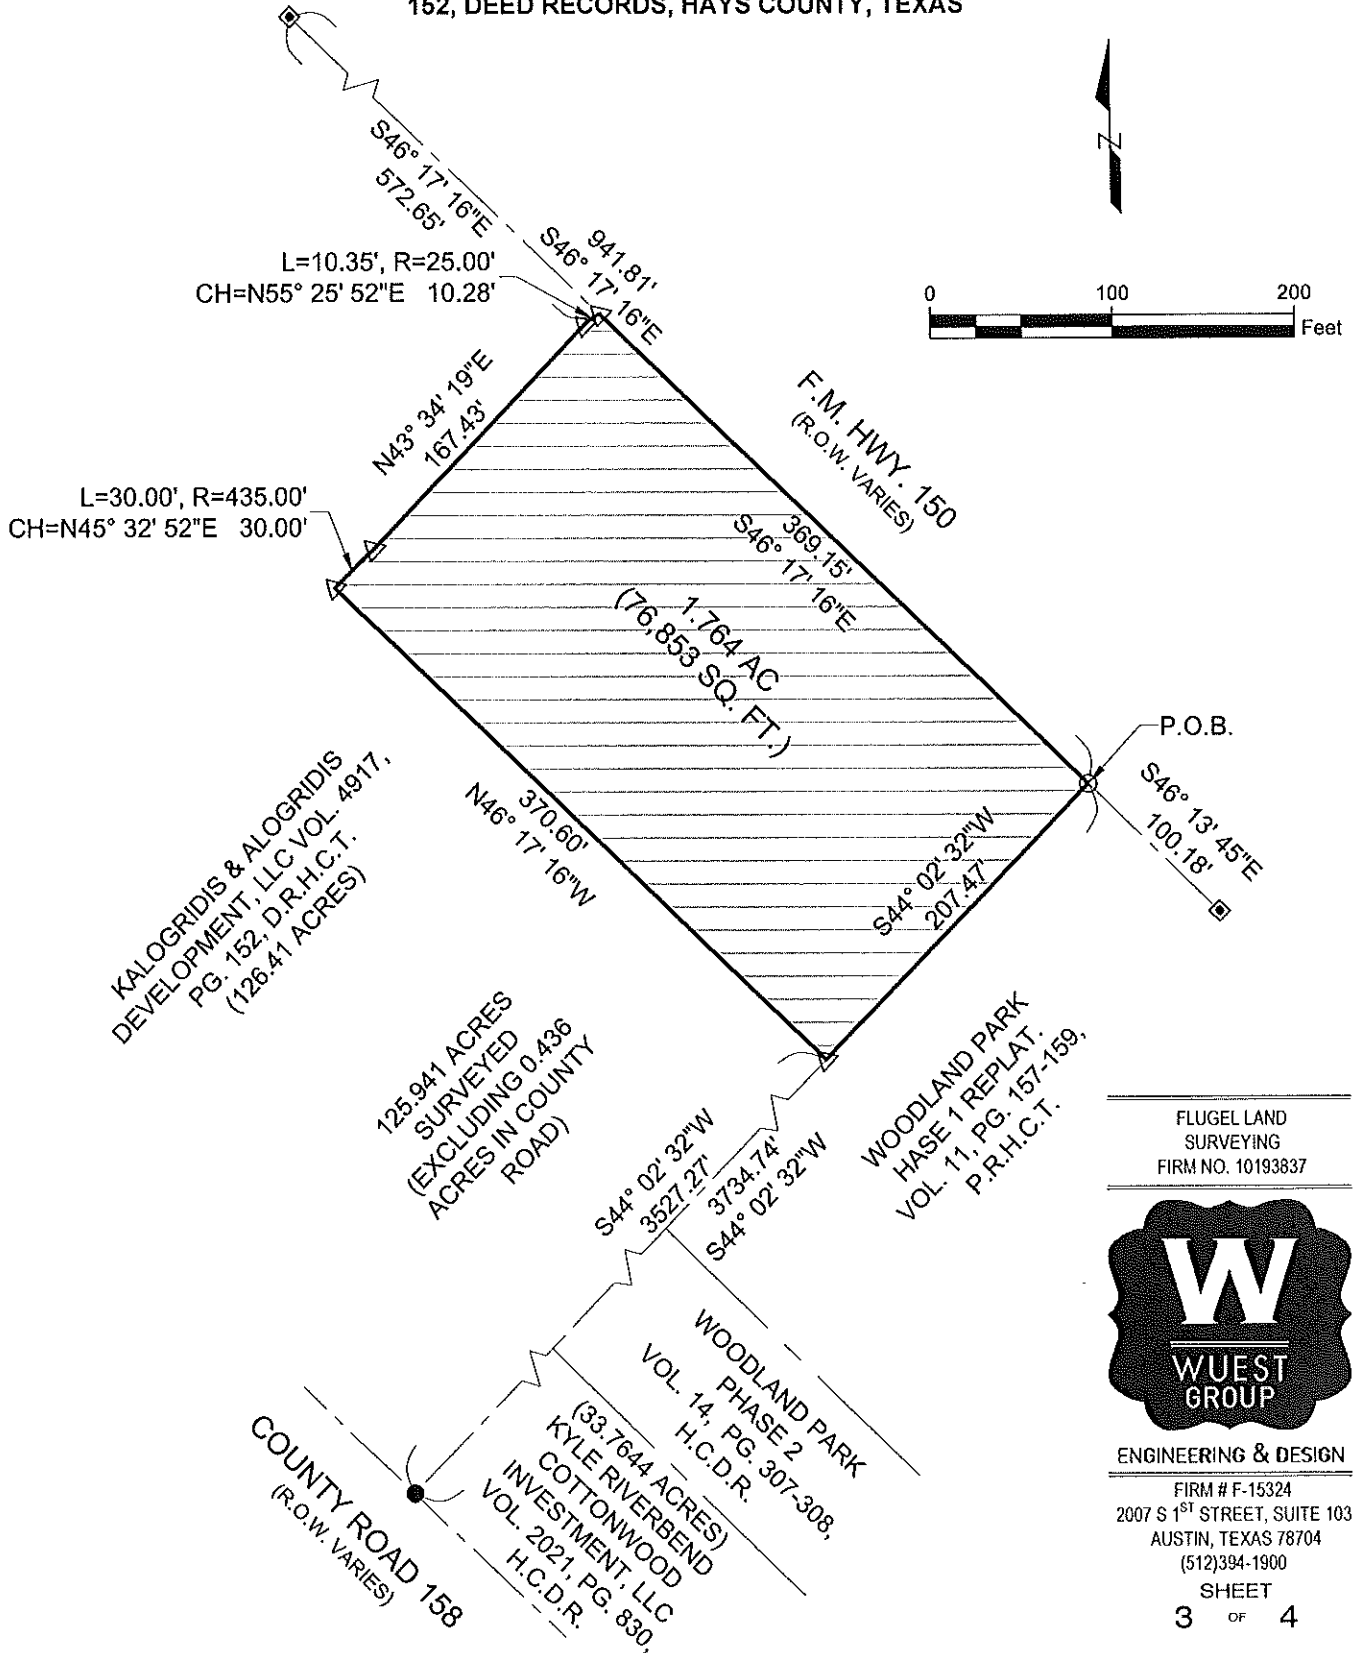 152, DEED RECORDS, HAYS COUNTY, TEXAS
S46° 17' 16"E
572.65'
941.81'
S46° 17' 16"E
L=10.35', R=25.00'
CH=N55° 25' 52"E 10.28'
N
0 100 200
Feet
N43° 34' 19"E
167.43'
F.M. HWY. 150
(R.O.W. VARIES)
L=30.00', R=435.00'
CH=N45° 32' 52"E 30.00'
369.15'
S46° 17' 16"E
1.764 AC
(76,853 SQ. FT.)
P.O.B.
S46° 13' 45"E
100.18'
370.60'
N46° 17' 16"W
S44° 02' 32"W
207.47'
KALOGRIDIS & ALOGRIDIS
DEVELOPMENT, LLC VOL. 4917,
PG. 152, D.R.H.C.T.
(126.41 ACRES)
125.941 ACRES
SURVEYED
(EXCLUDING 0.436
ACRES IN COUNTY
ROAD)
WOODLAND PARK
HASE 1 REPLAT.
VOL. 11, PG. 157-159,
P.R.H.C.T.
S44° 02' 32"W
3527.27'
3734.74'
S44° 02' 32"W
WOODLAND PARK
PHASE 2
VOL. 14, PG. 307-308,
H.C.D.R.
(33.7644 ACRES)
KYLE RIVERBEND
COTTONWOOD
INVESTMENT, LLC
VOL. 2021, PG. 830,
H.C.D.R.
COUNTY ROAD 158
(R.O.W. VARIES)
FLUGEL LAND
SURVEYING
FIRM NO. 10193837
W
WUEST
GROUP
ENGINEERING & DESIGN
FIRM # F-15324
2007 S 1ST STREET, SUITE 103
AUSTIN, TEXAS 78704
(512)394-1900
SHEET
3 OF 4